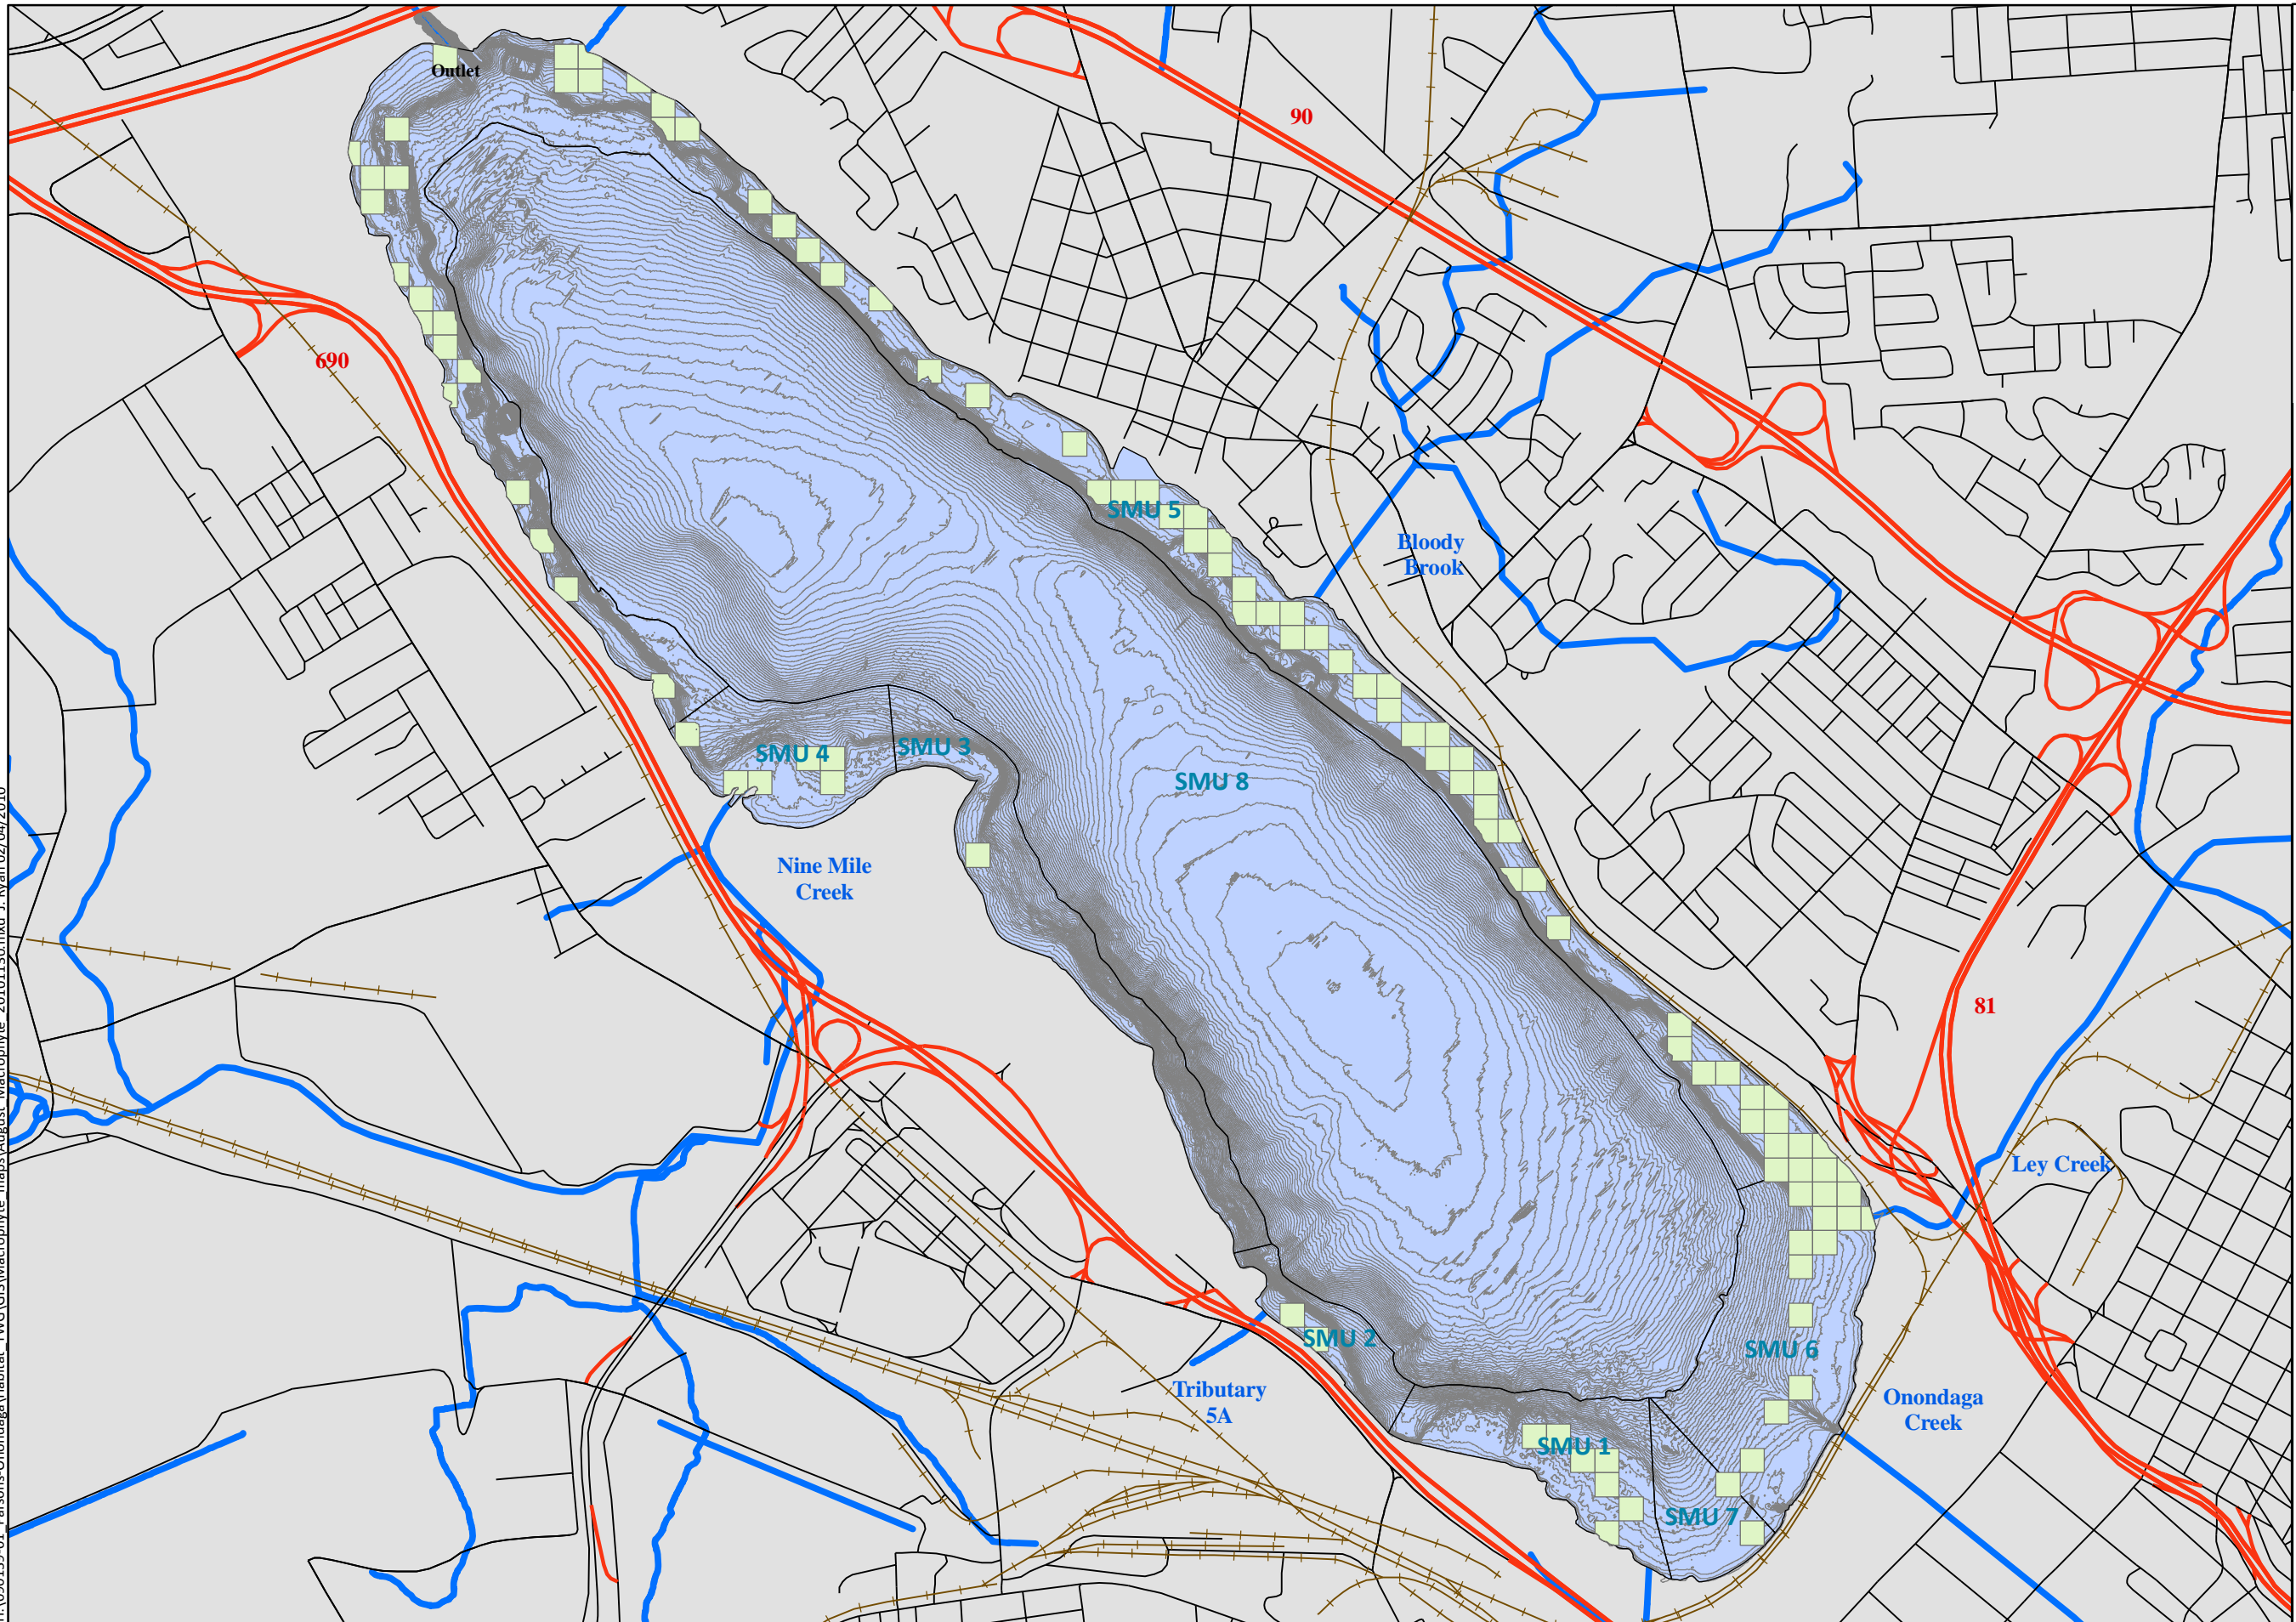 Outlet
90
690
SMU 5
Bloody
Brook
SMU 4
SMU 3
SMU 8
Nine Mile
Creek
81
Ley Creek
SMU 2
SMU 6
Tributary
5A
Onondaga
Creek
SMU 1
SMU 7